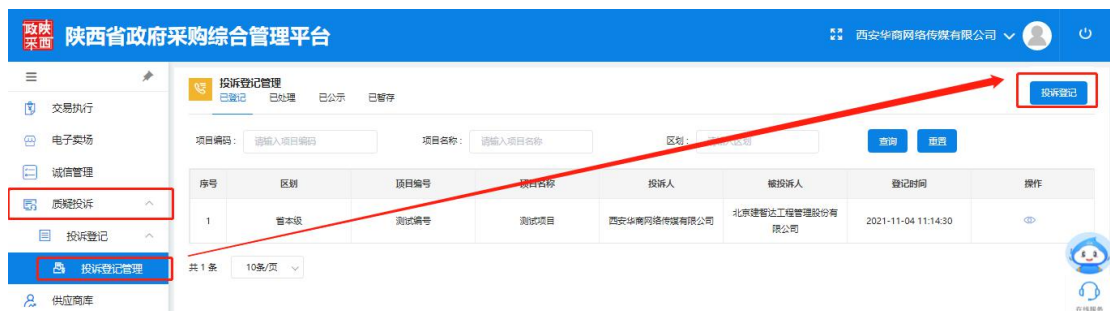 政陕
采西
陕西省政府采购综合管理平台
西安华商网络传媒有限公司
交易执行
电子卖场
诚信管理
质疑投诉
投诉登记
投诉登记管理
供应商库
投诉登记管理
已登记 已处理 已公示 已暂存
投诉登记
项目编码： 请输入项目编码 项目名称： 请输入项目名称 区划： 查询 重置
序号 区划 项目编号 项目名称 投诉人 被投诉人 登记时间 操作
1 省本级 测试编号 测试项目 西安华商网络传媒有限公司 北京建智达工程管理股份有限公司 2021-11-04 11:14:30
共 1 条 10条/页